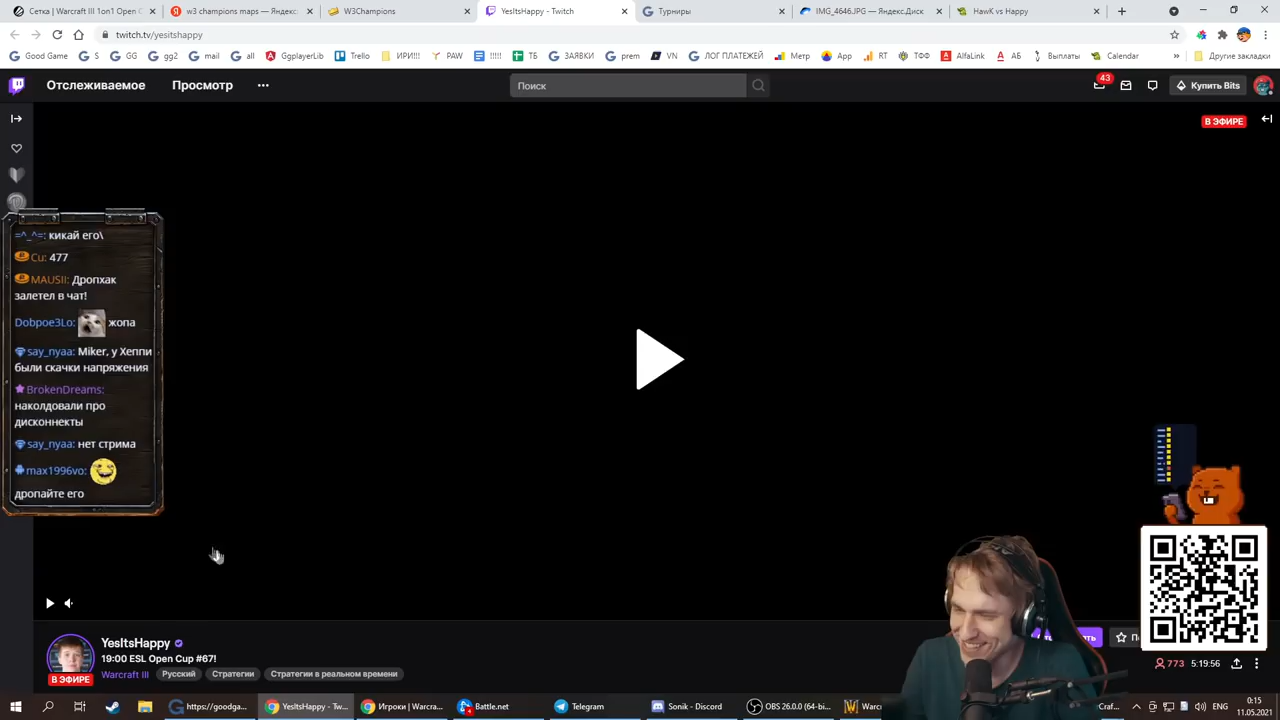 Сетка | Warcraft III 1on1 Open C
w3 champions maps — Яндекс
W3Champions
YesItsHappy - Twitch
Турниры
IMG_4646.JPG — Яндекс.Диск
HawK vs Happy
twitch.tv/yesitshappy
Good Game
S
GG
gg2
mail
all
GgplayerLib
Trello
ИРИ!!!
PAW
!!!!!
ТБ
ЗАЯВКИ
prem
VN
ЛОГ ПЛАТЕЖЕЙ
Метр
App
RT
ТФФ
AlfaLink
АБ
Выплаты
Calendar
»
Другие закладки
Отслеживаемое
Просмотр
Поиск
43
Купить Bits
В ЭФИРЕ
=^_^=: кикай его\
Cu: 477
MAUSII: Дропхак
залетел в чат!
Dobpoe3Lo: жопа
say_nyaa: Miker, у Хеппи
были скачки напряжения
BrokenDreams:
наколдовали про
дисконнекты
say_nyaa: нет стрима
max1996vo:
дропайте его
YesItsHappy
19:00 ESL Open Cup #67!
Warcraft III
Русский
Стратегии
Стратегии в реальном времени
В ЭФИРЕ
773
5:19:56
https://goodga...
YesItsHappy - Tw...
Игроки | Warcra...
Battle.net
Telegram
Sonik - Discord
OBS 26.0.0 (64-bi...
ENG
0:15
11.05.2021